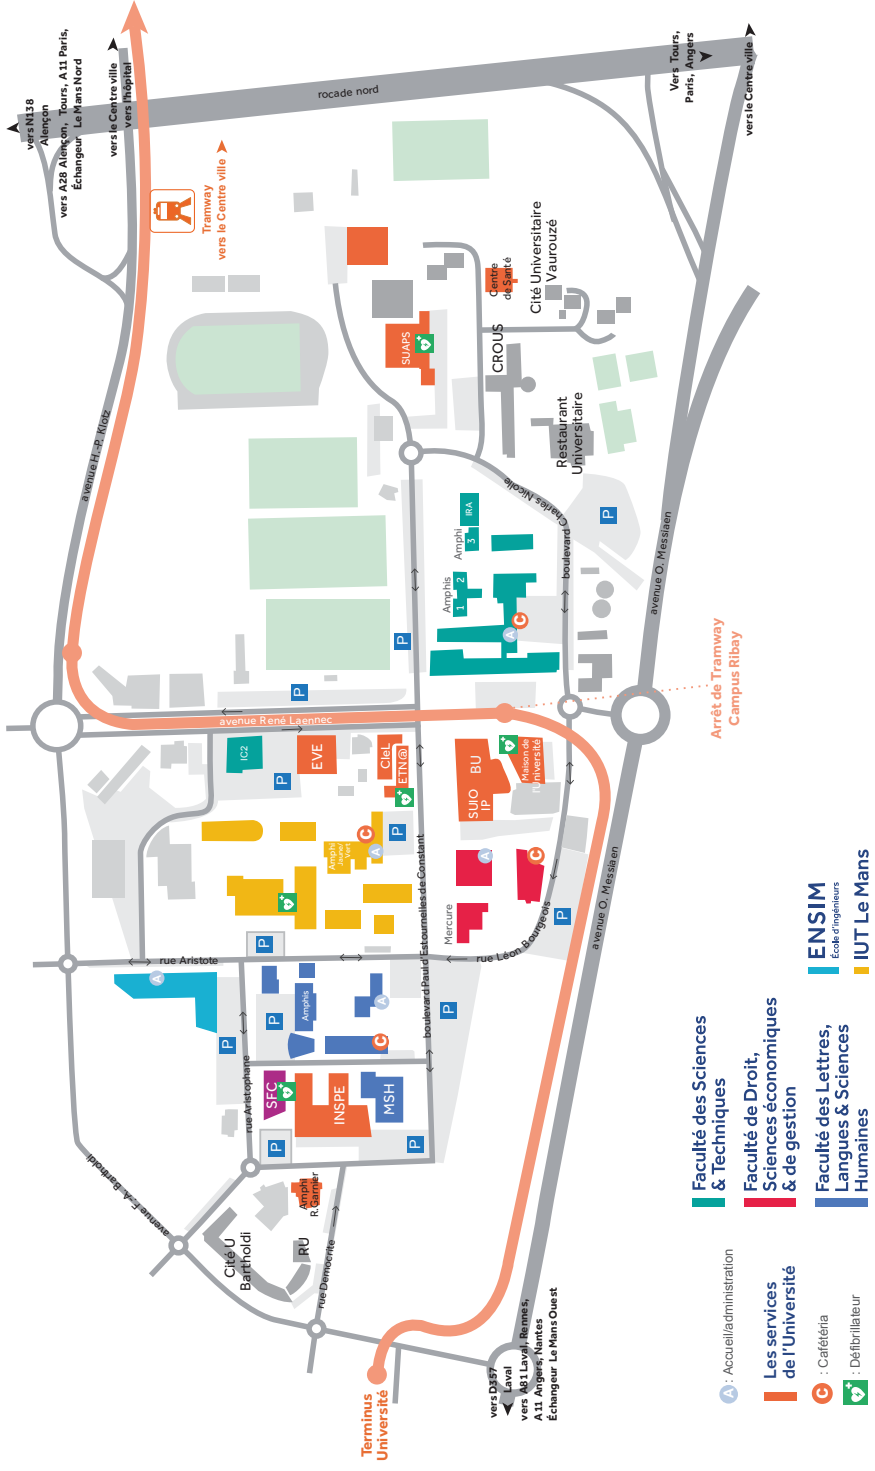 vers N138
Alençon
vers A28 Alençon, Tours, A11 Paris,
Échangeur Le Mans Nord
vers le Centre ville
vers l'hôpital
rocade nord
Vers Tours,
Paris, Angers
vers le Centre ville
Tramway
vers le Centre ville
avenue H.-P. Klotz
SUAPS
Centre
de Santé
Cité Universitaire
Vaurouzé
CROUS
Restaurant
Universitaire
boulevard Charles Nicolle
P
avenue O. Messiaen
IRA
Amphi
3
Amphis
1
2
A
C
P
P
avenue René Laennec
Arrêt de Tramway
Campus Ribay
IC2
P
EVE
CIeL
ETN@
SUIO
IP
BU
Maison de
l'Université
Amphi
Jaune/
Vert
C
A
P
boulevard Paul d'Estournelles de Constant
A
C
Mercure
P
rue Léon Bourgeois
avenue O. Messiaen
rue Aristote
P
A
P
P
Amphis
A
C
P
rue Aristophane
SFC
INSPE
MSH
P
P
avenue F.-A. Bartholdi
Amphi
R. Garnier
Cité U
Bartholdi
RU
rue Démocrite
Terminus
Université
vers D357
Laval
vers A81 Laval, Rennes,
A11 Angers, Nantes
Échangeur Le Mans Ouest
A : Accueil/administration
Les services
de l'Université
C : Cafétéria
: Défibrillateur
Faculté des Sciences
& Techniques
Faculté de Droit,
Sciences économiques
& de gestion
Faculté des Lettres,
Langues & Sciences
Humaines
ENSIM
École d'ingénieurs
IUT Le Mans